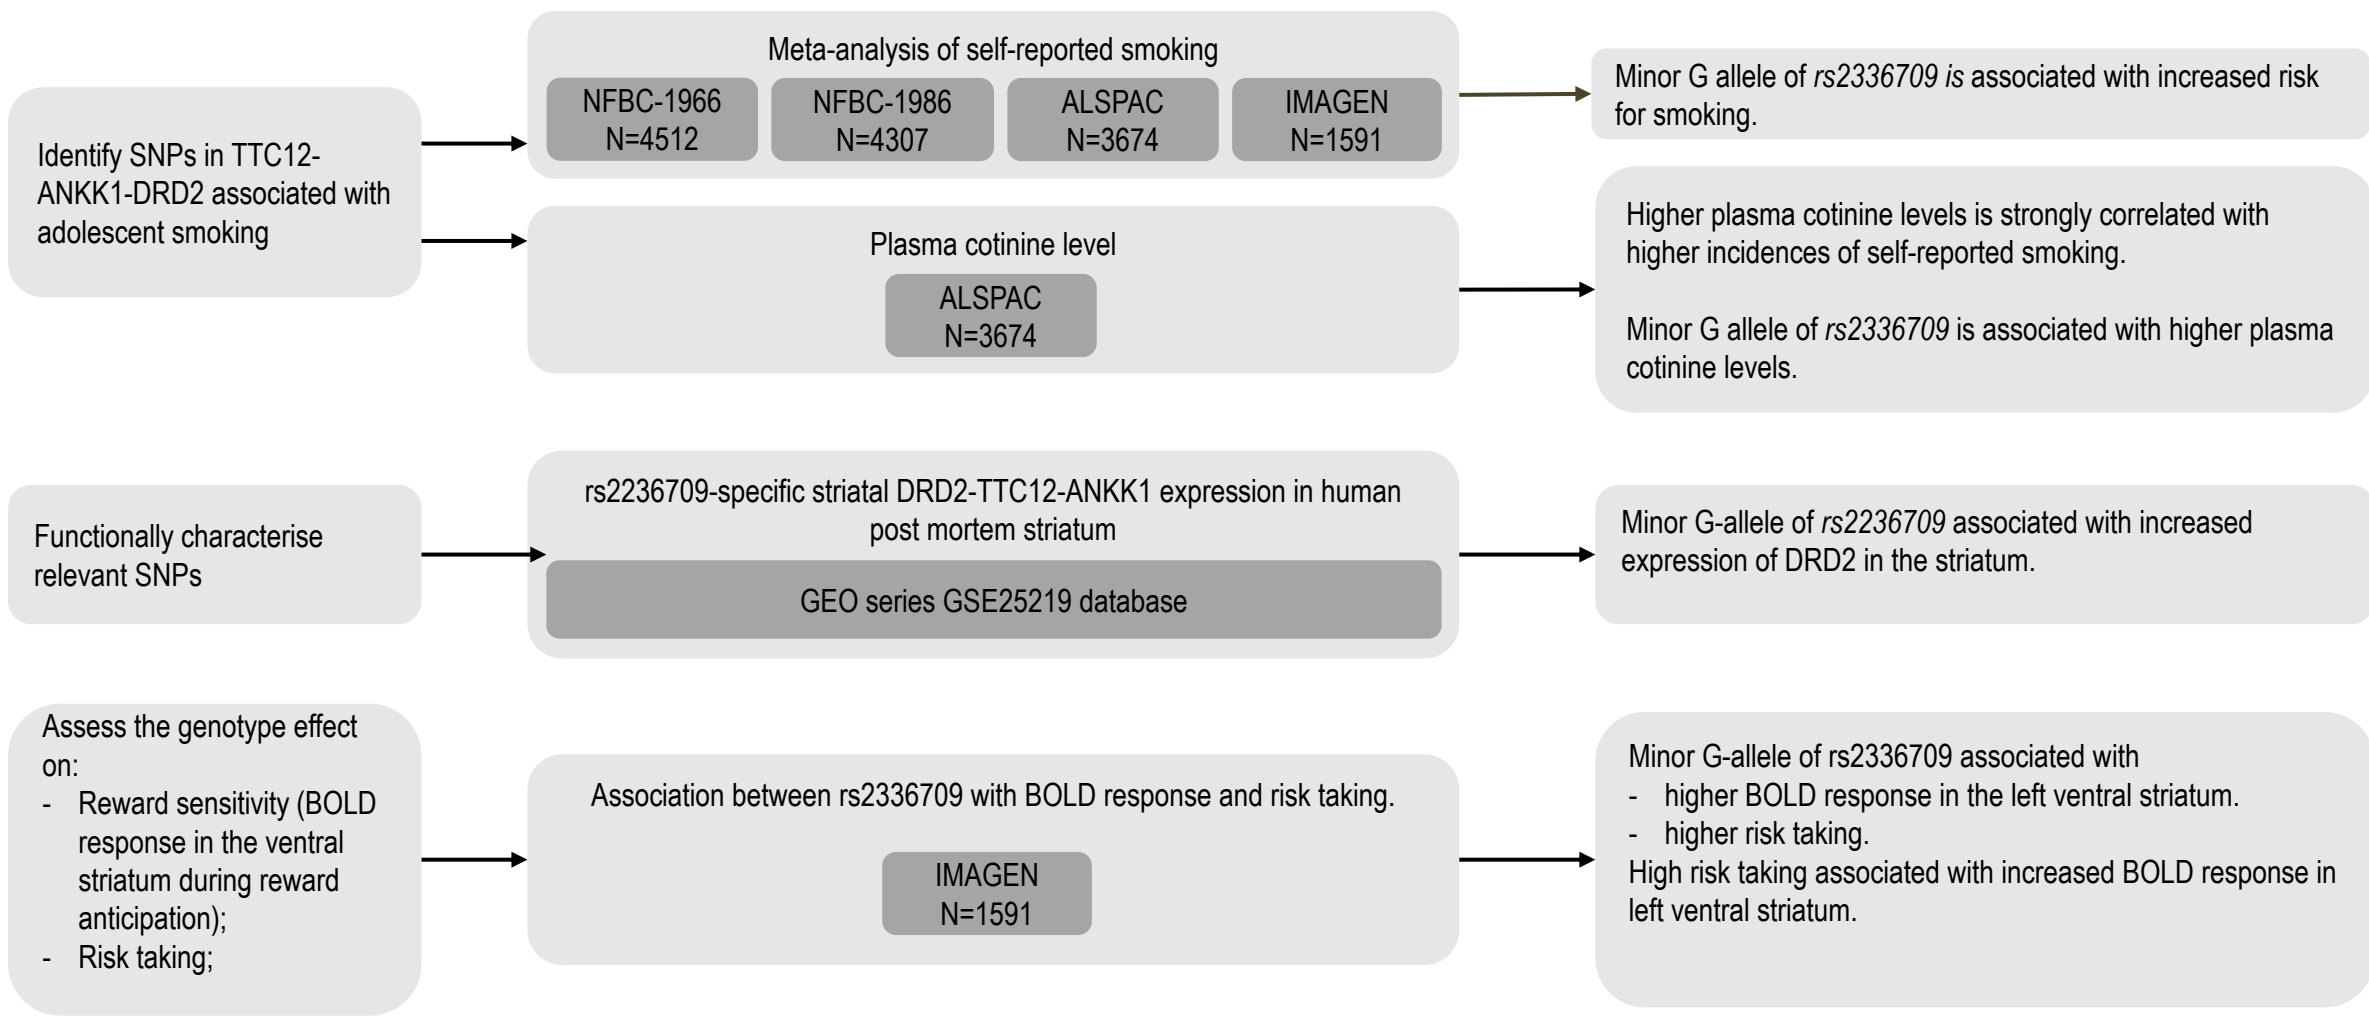 Identify SNPs in TTC12-
ANKK1-DRD2 associated with
adolescent smoking
Meta-analysis of self-reported smoking
NFBC-1966
N=4512
NFBC-1986
N=4307
ALSPAC
N=3674
IMAGEN
N=1591
Minor G allele of rs2336709 is associated with increased risk
for smoking.
Plasma cotinine level
ALSPAC
N=3674
Higher plasma cotinine levels is strongly correlated with
higher incidences of self-reported smoking.
Minor G allele of rs2336709 is associated with higher plasma
cotinine levels.
Functionally characterise
relevant SNPs
rs2236709-specific striatal DRD2-TTC12-ANKK1 expression in human
post mortem striatum
GEO series GSE25219 database
Minor G-allele of rs2236709 associated with increased
expression of DRD2 in the striatum.
Assess the genotype effect
on:
- Reward sensitivity (BOLD
response in the ventral
striatum during reward
anticipation);
- Risk taking;
Association between rs2336709 with BOLD response and risk taking.
IMAGEN
N=1591
Minor G-allele of rs2336709 associated with
- higher BOLD response in the left ventral striatum.
- higher risk taking.
High risk taking associated with increased BOLD response in
left ventral striatum.